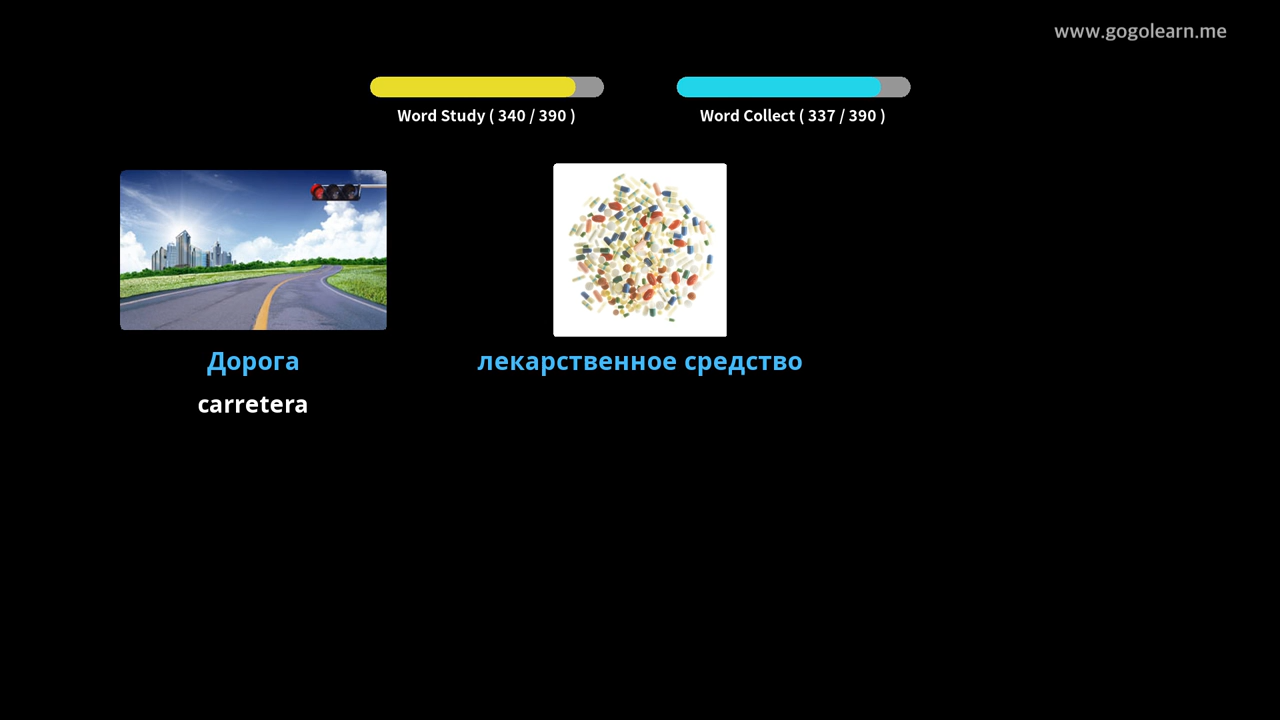 www.gogolearn.me
Word Study ( 340 / 390 )
Word Collect ( 337 / 390 )
Дорога
лекарственное средство
carretera